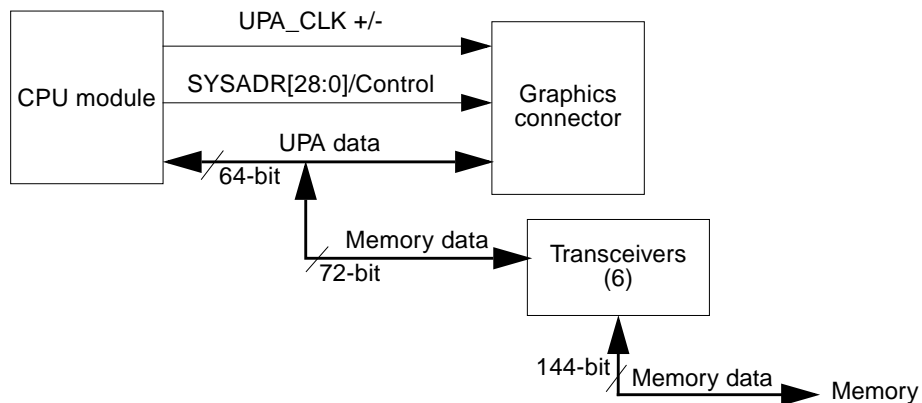 UPA_CLK +/-
CPU module
SYSADR[28:0]/Control
Graphics
connector
UPA data
64-bit
Memory data
72-bit
Transceivers
(6)
144-bit
Memory data
Memory